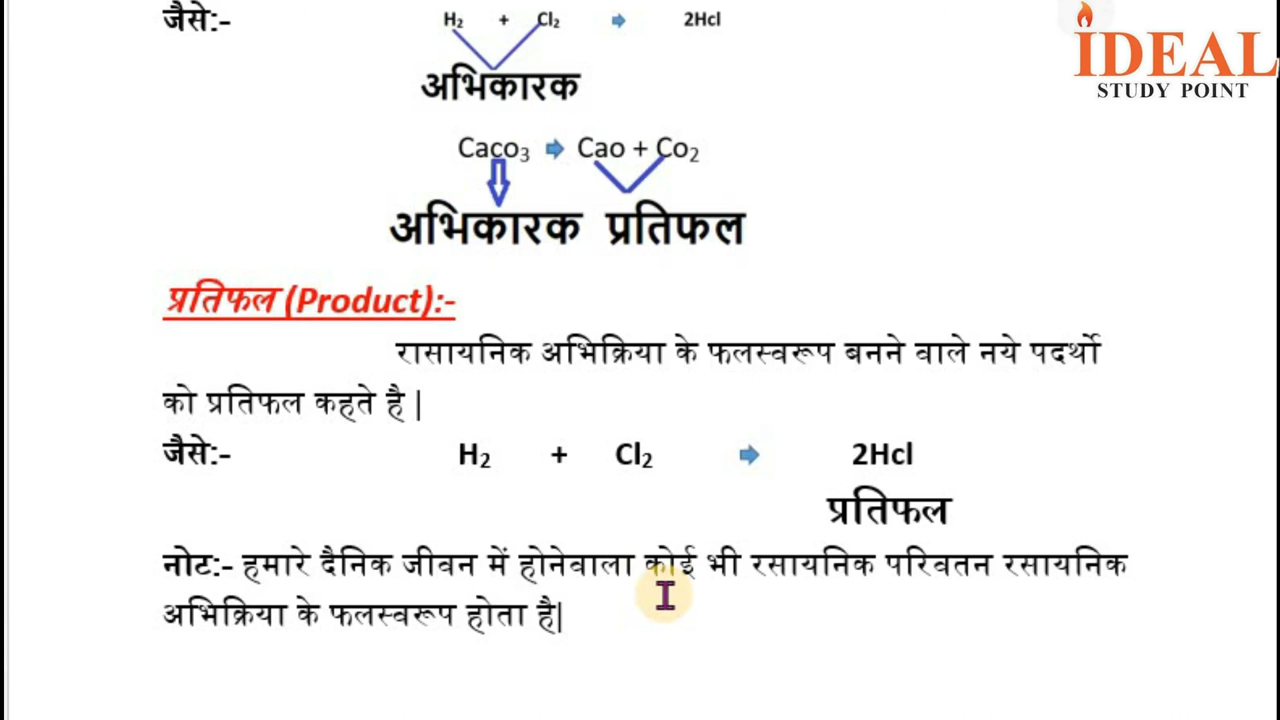 जैसे:- H₂ + Cl₂ → 2Hcl
IDEAL
STUDY POINT
अभिकारक
Caco₃ → Cao + Co₂
अभिकारक प्रतिफल
प्रतिफल (Product):-
रासायनिक अभिक्रिया के फलस्वरूप बनने वाले नये पदर्थो
को प्रतिफल कहते है|
जैसे:- H₂ + Cl₂ → 2Hcl
प्रतिफल
नोट:- हमारे दैनिक जीवन में होनेवाला कोई भी रसायनिक परिवतन रसायनिक
अभिक्रिया के फलस्वरूप होता है|